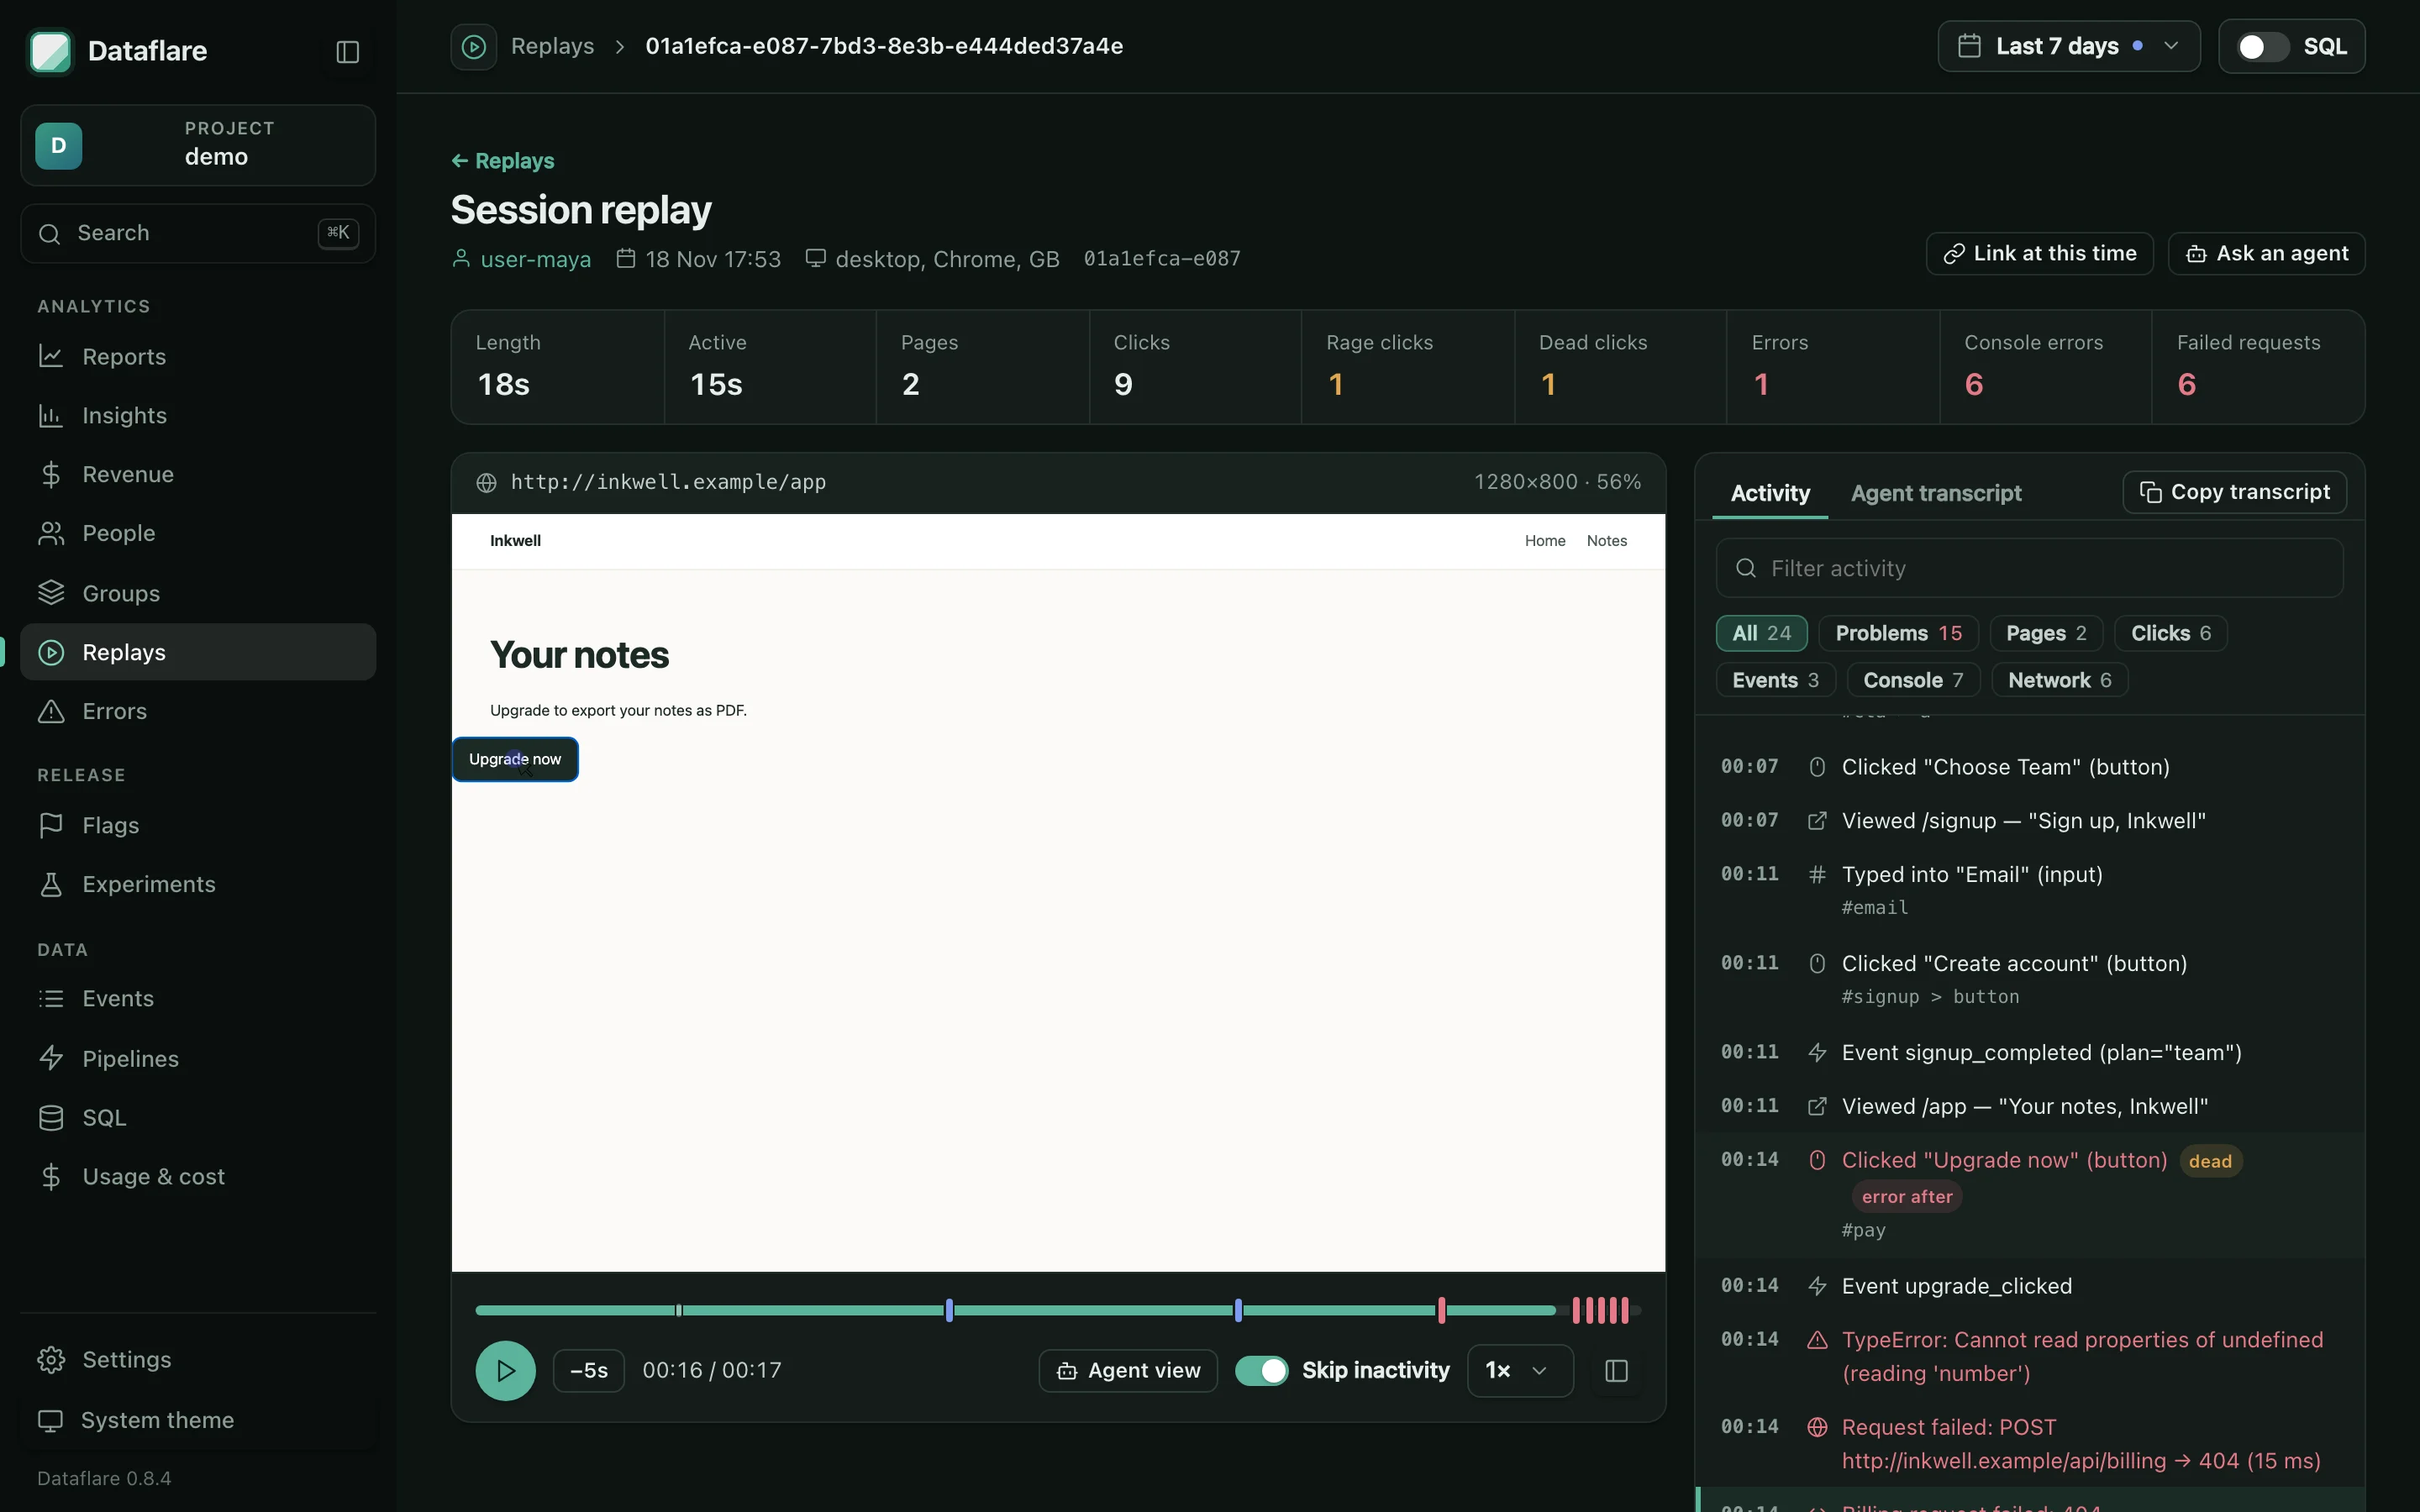 Dataflare
D
PROJECT
demo
Search
⌘K
ANALYTICS
Reports
Insights
Revenue
People
Groups
Replays
Errors
RELEASE
Flags
Experiments
DATA
Events
Pipelines
SQL
Usage & cost
Settings
System theme
Dataflare 0.8.4
Replays
01a1efca-e087-7bd3-8e3b-e444ded37a4e
Last 7 days
SQL
← Replays
Session replay
user-maya 18 Nov 17:53 desktop, Chrome, GB 01a1efca-e087
Link at this time
Ask an agent
Length
18s
Active
15s
Pages
2
Clicks
9
Rage clicks
1
Dead clicks
1
Errors
1
Console errors
6
Failed requests
6
http://inkwell.example/app
1280×800 · 56%
Inkwell
Home
Notes
Your notes
Upgrade to export your notes as PDF.
Upgrade now
−5s
00:16 / 00:17
Agent view
Skip inactivity
1×
Activity
Agent transcript
Copy transcript
Filter activity
All 24
Problems 15
Pages 2
Clicks 6
Events 3
Console 7
Network 6
00:07 Clicked "Choose Team" (button)
00:07 Viewed /signup — "Sign up, Inkwell"
00:11 Typed into "Email" (input)
#email
00:11 Clicked "Create account" (button)
#signup > button
00:11 Event signup_completed (plan="team")
00:11 Viewed /app — "Your notes, Inkwell"
00:14 Clicked "Upgrade now" (button) dead
error after
#pay
00:14 Event upgrade_clicked
00:14 TypeError: Cannot read properties of undefined
(reading 'number')
00:14 Request failed: POST
http://inkwell.example/api/billing → 404 (15 ms)
00:14 Billing request failed: 404